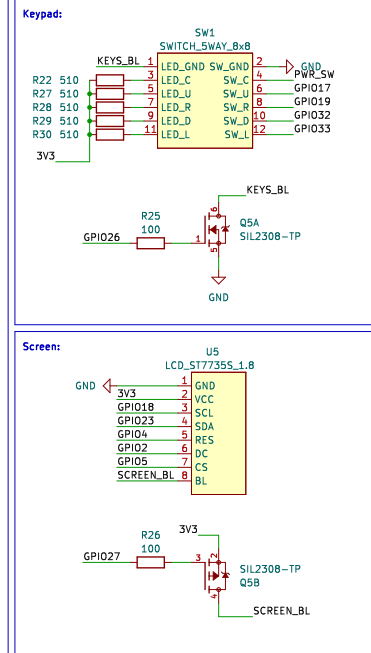 Keypad:
SW1
SWITCH_5WAY_8x8
KEYS_BL 1 LED_GND SW_GND 2 GND
R22 510 3 LED_C SW_C 4 PWR_SW
R27 510 5 LED_U SW_U 6 GPIO17
R28 510 7 LED_R SW_R 8 GPIO19
R29 510 9 LED_D SW_D 10 GPIO32
R30 510 11 LED_L SW_L 12 GPIO33
3V3
KEYS_BL
6
R25
100
Q5A
SIL2308-TP
GPIO26 1
5
GND
Screen:
U5
LCD_ST7735S_1.8
GND 1 GND
3V3 2 VCC
GPIO18 3 SCL
GPIO23 4 SDA
GPIO4 5 RES
GPIO2 6 DC
GPIO5 7 CS
SCREEN_BL 8 BL
3V3
R26
100
2
GPIO27 3
SIL2308-TP
Q5B
4
SCREEN_BL